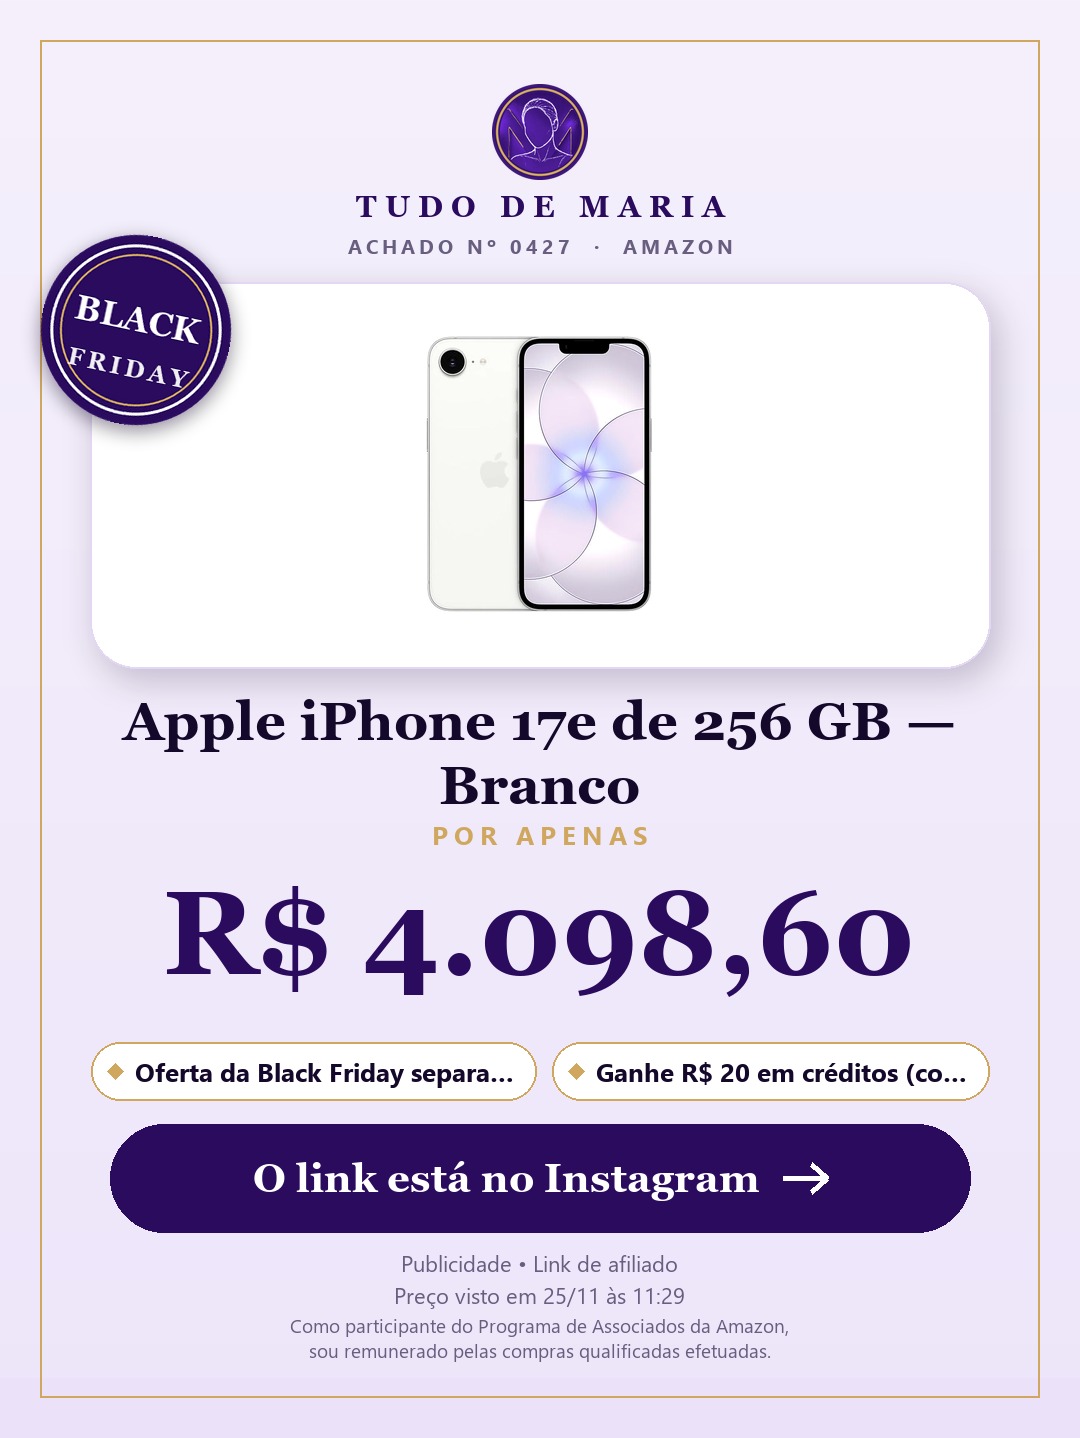 TUDO DE MARIA
ACHADO Nº 0427 · AMAZON
BLACK
FRIDAY
Apple iPhone 17e de 256 GB —
Branco
POR APENAS
R$ 4.098,60
Oferta da Black Friday separa...
Ganhe R$ 20 em créditos (co...
O link está no Instagram →
Publicidade • Link de afiliado
Preço visto em 25/11 às 11:29
Como participante do Programa de Associados da Amazon,
sou remunerado pelas compras qualificadas efetuadas.